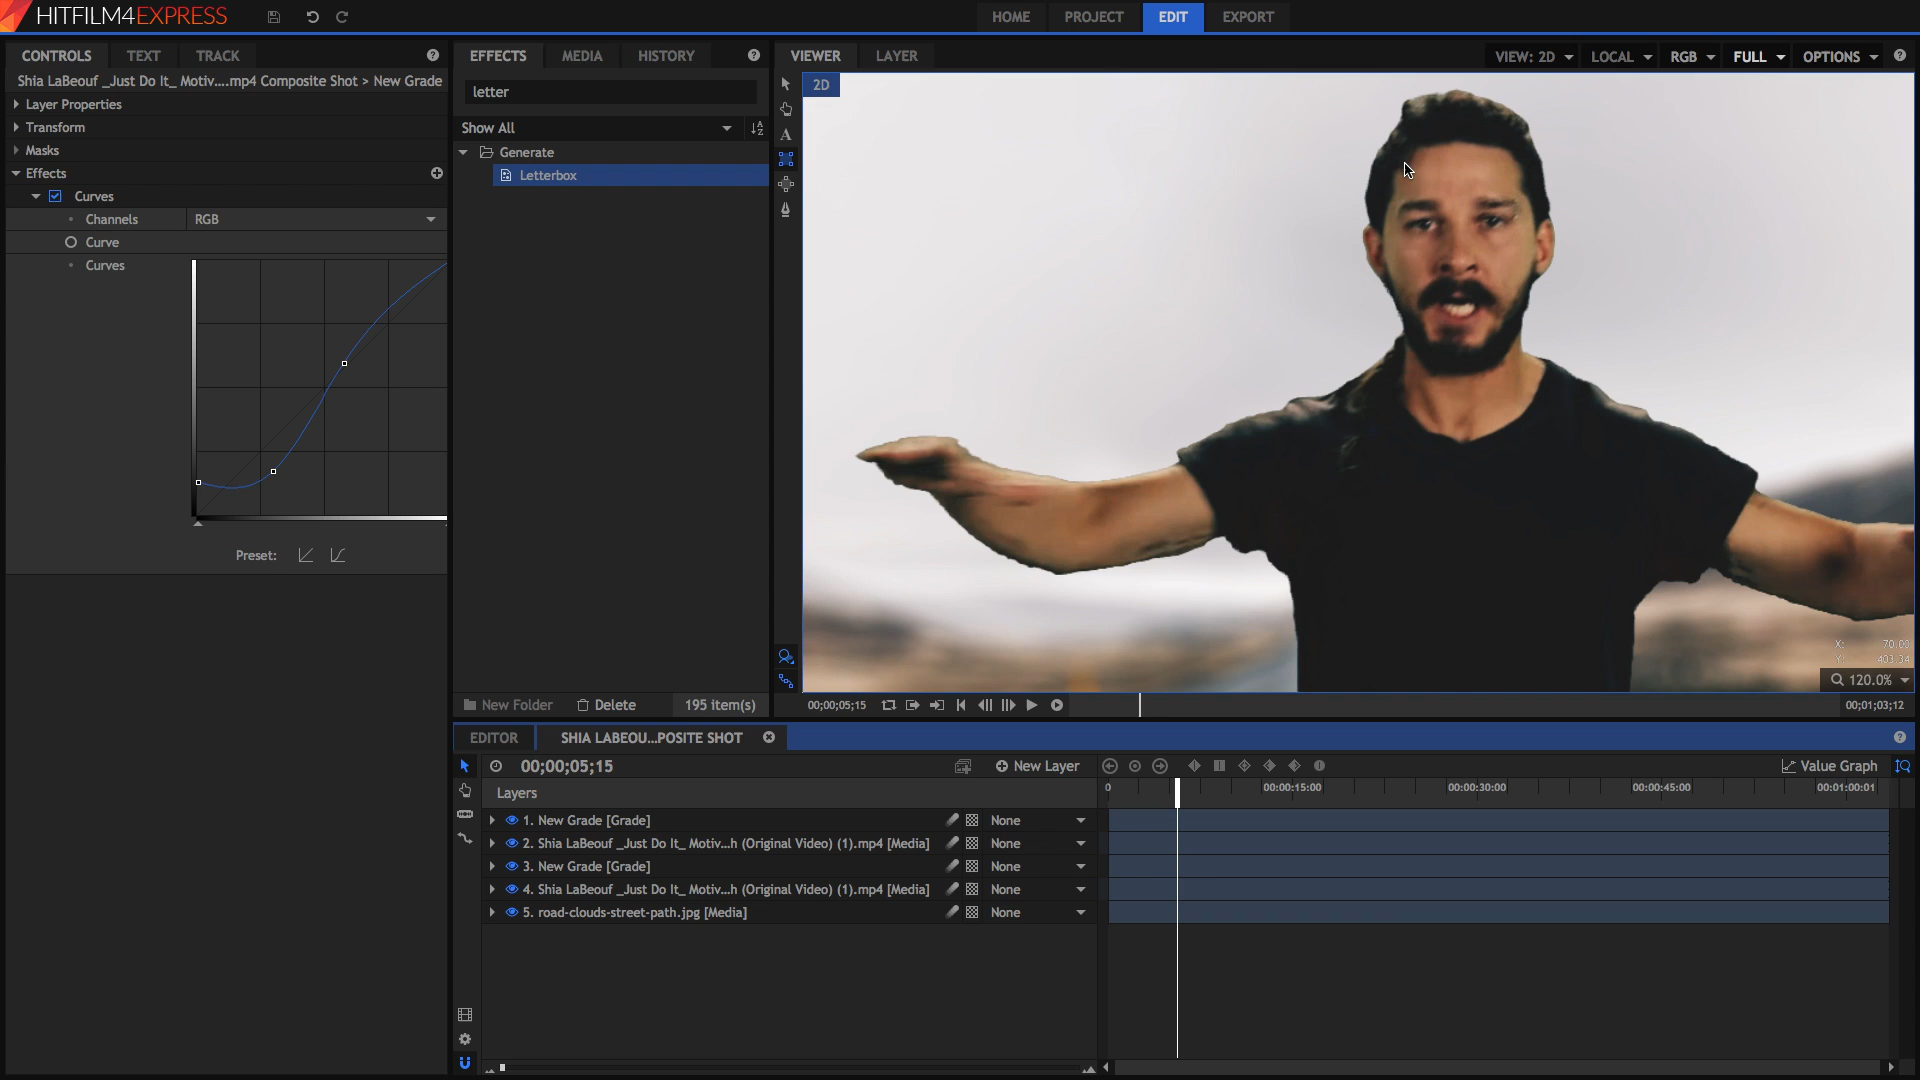 HITFILM4EXPRESS
HOME
PROJECT
EDIT
EXPORT
CONTROLS
TEXT
TRACK
EFFECTS
MEDIA
HISTORY
VIEWER
LAYER
VIEW: 2D
LOCAL
RGB
FULL
OPTIONS
Shia LaBeouf _Just Do It_ Motiv....mp4 Composite Shot > New Grade
Layer Properties
Transform
Masks
Effects
Curves
Channels
RGB
Curve
Curves
Preset:
letter
Show All
Generate
Letterbox
New Folder
Delete
195 item(s)
2D
X: 70.00
Y: 403.34
120.0%
00;00;05;15
00;01;03;12
EDITOR
SHIA LABEOU...POSITE SHOT
00;00;05;15
New Layer
Value Graph
Layers
0
00:00:15:00
00:00:30:00
00:00:45:00
00:01:00:01
1. New Grade [Grade]
None
2. Shia LaBeouf _Just Do It_ Motiv...h (Original Video) (1).mp4 [Media]
None
3. New Grade [Grade]
None
4. Shia LaBeouf _Just Do It_ Motiv...h (Original Video) (1).mp4 [Media]
None
5. road-clouds-street-path.jpg [Media]
None